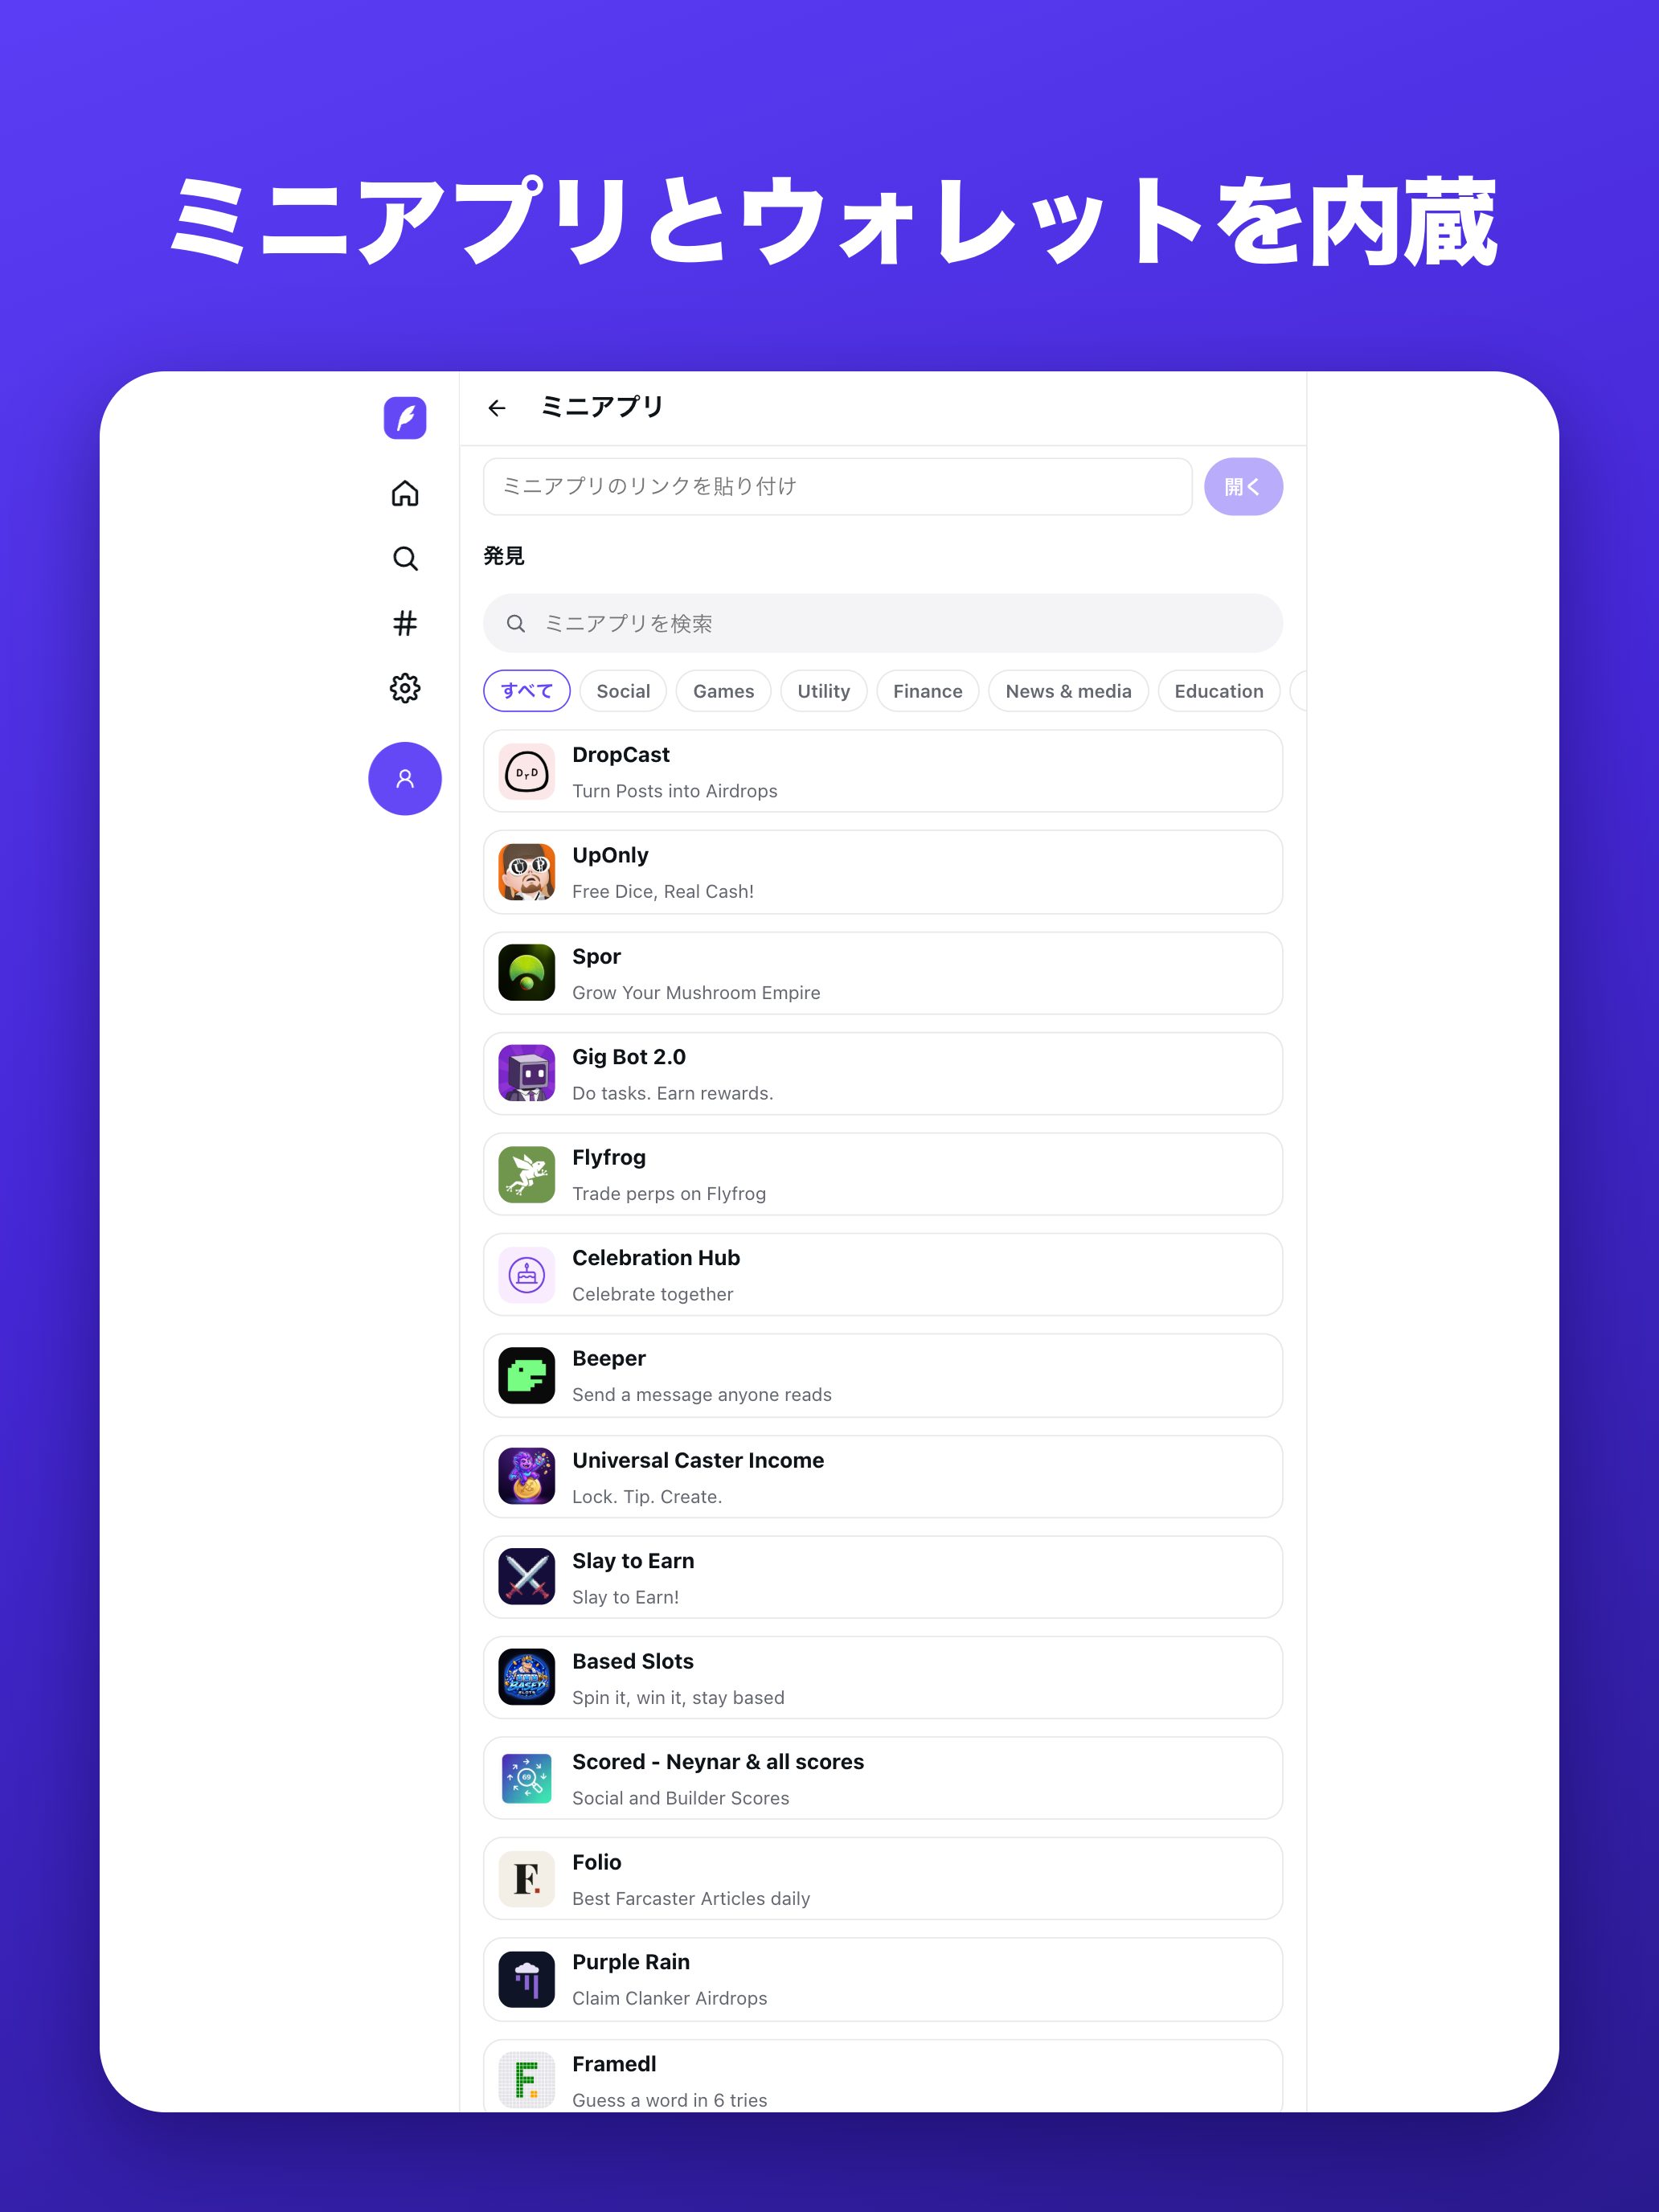 ミニアプリとウォレットを内蔵
ミニアプリ
ミニアプリのリンクを貼り付け
開く
発見
ミニアプリを検索
すべて
Social
Games
Utility
Finance
News & media
Education
DrD
DropCast
Turn Posts into Airdrops
UP
UpOnly
Free Dice, Real Cash!
Spor
Grow Your Mushroom Empire
Gig Bot 2.0
Do tasks. Earn rewards.
Flyfrog
Trade perps on Flyfrog
Celebration Hub
Celebrate together
Beeper
Send a message anyone reads
Universal Caster Income
Lock. Tip. Create.
Slay to Earn
Slay to Earn!
BASED
SLOTS
Based Slots
Spin it, win it, stay based
69
Scored - Neynar & all scores
Social and Builder Scores
F.
Folio
Best Farcaster Articles daily
Purple Rain
Claim Clanker Airdrops
F.
Framedl
Guess a word in 6 tries